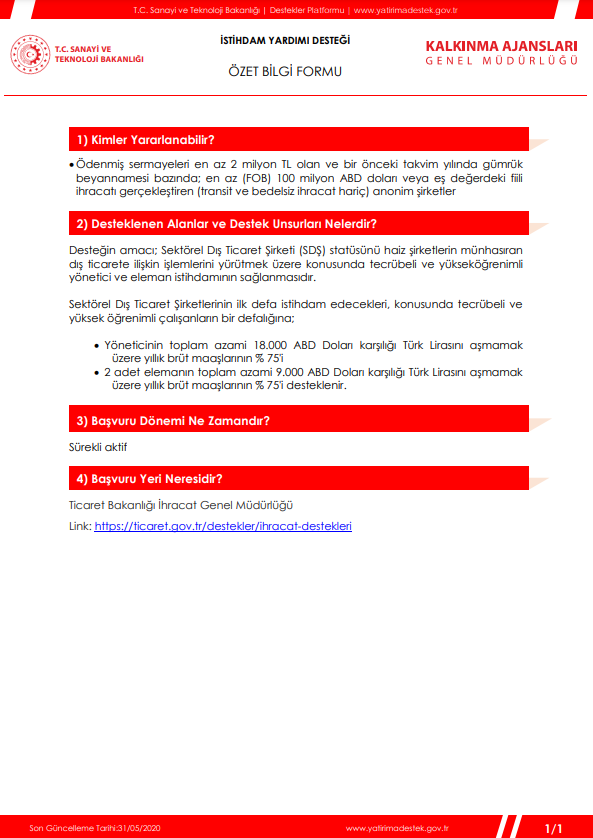 T.C. Sanayi ve Teknoloji Bakanlığı | Destekler Platformu | www.yatirimadestek.gov.tr
T.C. SANAYİ VE
TEKNOLOJİ BAKANLIĞI
İSTİHDAM YARDIMI DESTEĞİ
ÖZET BİLGİ FORMU
KALKINMA AJANSLARI
GENEL MÜDÜRLÜĞÜ
1) Kimler Yararlanabilir?
• Ödenmiş sermayeleri en az 2 milyon TL olan ve bir önceki takvim yılında gümrük
beyannamesi bazında; en az (FOB) 100 milyon ABD doları veya eş değerdeki fiili
ihracatı gerçekleştiren (transit ve bedelsiz ihracat hariç) anonim şirketler
2) Desteklenen Alanlar ve Destek Unsurları Nelerdir?
Desteğin amacı; Sektörel Dış Ticaret Şirketi (SDŞ) statüsünü haiz şirketlerin münhasıran
dış ticarete ilişkin işlemlerini yürütmek üzere konusunda tecrübeli ve yükseköğrenimli
yönetici ve eleman istihdamının sağlanmasıdır.
Sektörel Dış Ticaret Şirketlerinin ilk defa istihdam edecekleri, konusunda tecrübeli ve
yüksek öğrenimli çalışanların bir defalığına;
• Yöneticinin toplam azami 18.000 ABD Doları karşılığı Türk Lirasını aşmamak
üzere yıllık brüt maaşlarının % 75'i
• 2 adet elemanın toplam azami 9.000 ABD Doları karşılığı Türk Lirasını aşmamak
üzere yıllık brüt maaşlarının % 75'i desteklenir.
3) Başvuru Dönemi Ne Zamandır?
Sürekli aktif
4) Başvuru Yeri Neresidir?
Ticaret Bakanlığı İhracat Genel Müdürlüğü
Link: https://ticaret.gov.tr/destekler/ihracat-destekleri
Son Güncelleme Tarihi:31/05/2020
www.yatirimadestek.gov.tr
1/1